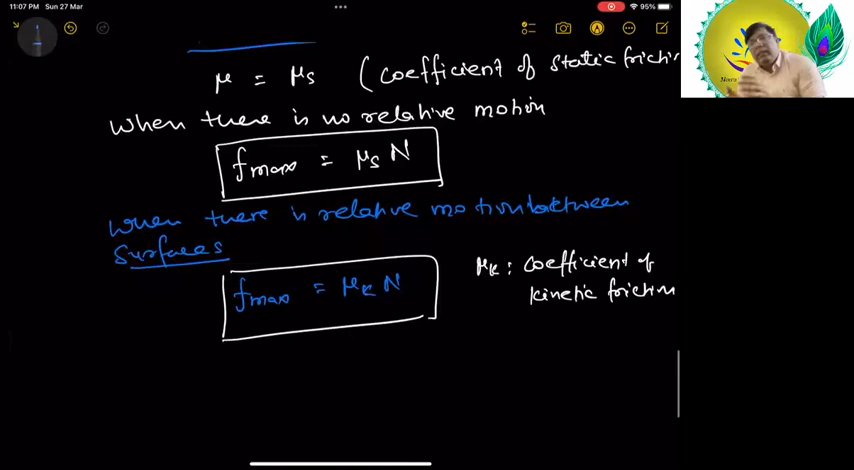 11:07 PM Sun 27 Mar
95%
μ = μs (coefficient of static frictio
when there is no relative motion
fmax = μs N
when there is relative motion between
surfaces
fmax = μk N
μk : coefficient of
kinetic friction